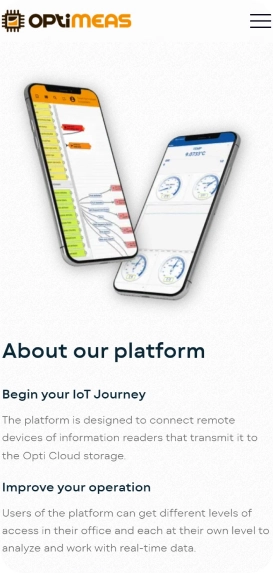 optimeas
About our platform
Begin your IoT Journey
The platform is designed to connect remote
devices of information readers that transmit it to
the Opti Cloud storage.
Improve your operation
Users of the platform can get different levels of
access in their office and each at their own level to
analyze and work with real-time data.